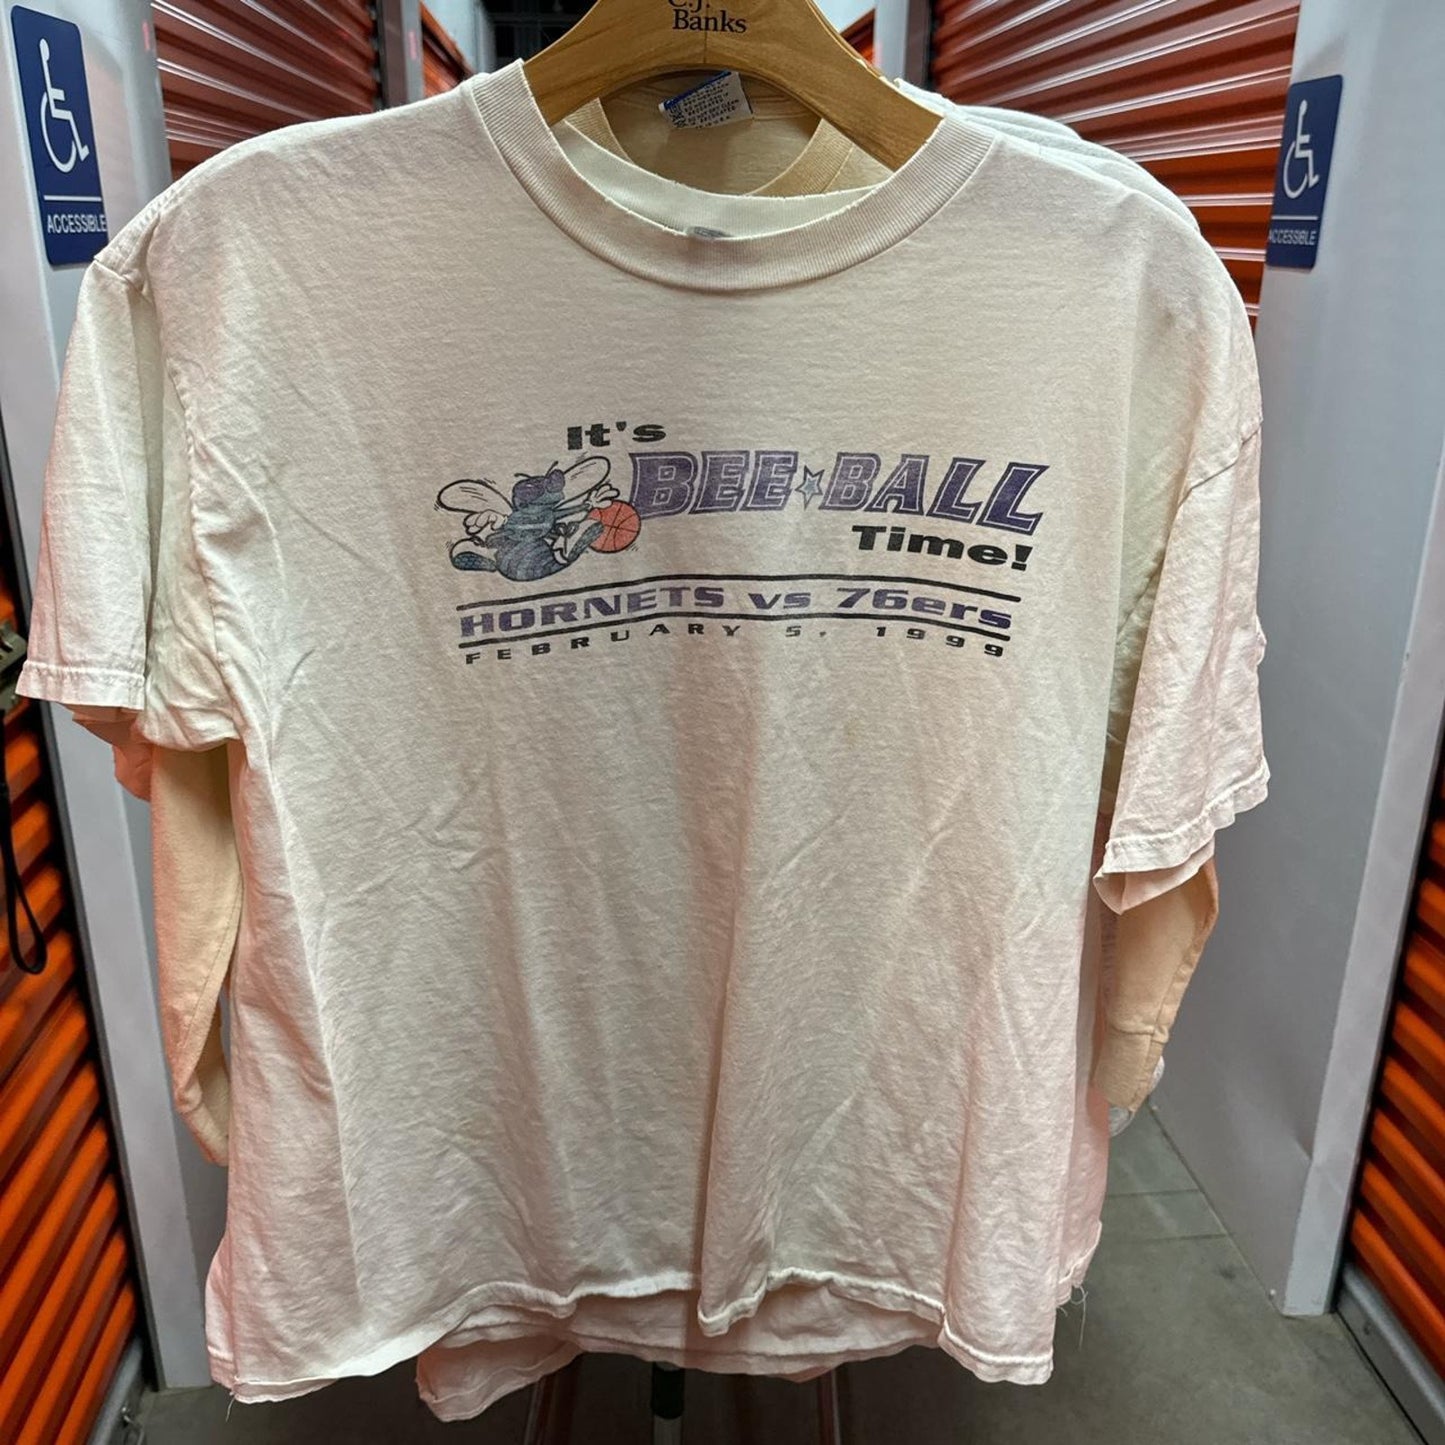 C.J.
Banks
ACCESSIBLE
ACCESSIBLE
It's
BEE BALL
Time!
HORNETS vs 76ers
FEBRUARY 5, 1999